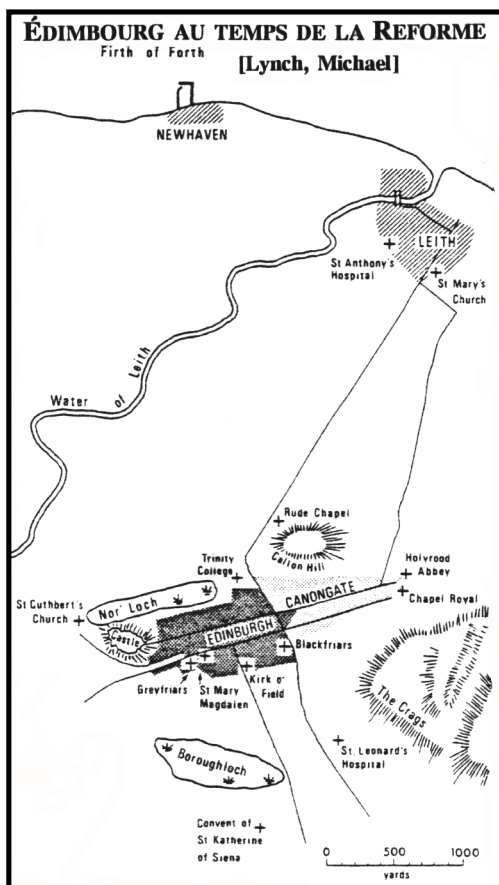 ÉDIMBOURG AU TEMPS DE LA REFORME
Firth of Forth
[Lynch, Michael]
NEWHAVEN
LEITH
St Anthony's
Hospital
St Mary's
Church
Water of Leith
Rude Chapel
Calton Hill
Trinity
College
Holyrood
Abbey
CANONGATE
Chapel Royal
Nor' Loch
St Cuthbert's
Church
Castle
EDINBURGH
Blackfriars
Greyfriars
St Mary
Magdalen
Kirk o'
Field
The Crags
St. Leonard's
Hospital
Boroughloch
Convent of
St Katherine
of Siena
0 500 1000
yards